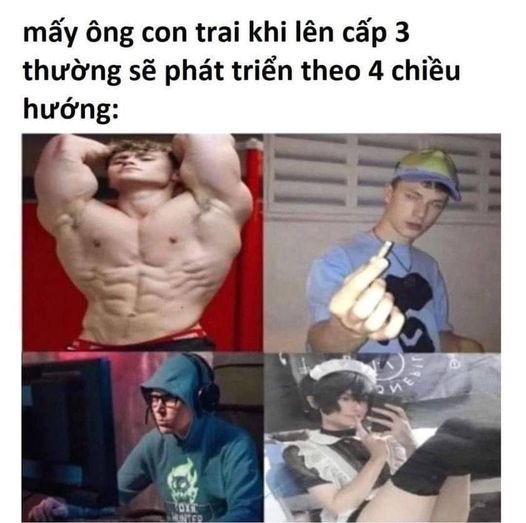 mấy ông con trai khi lên cấp 3
thường sẽ phát triển theo 4 chiều
hướng: